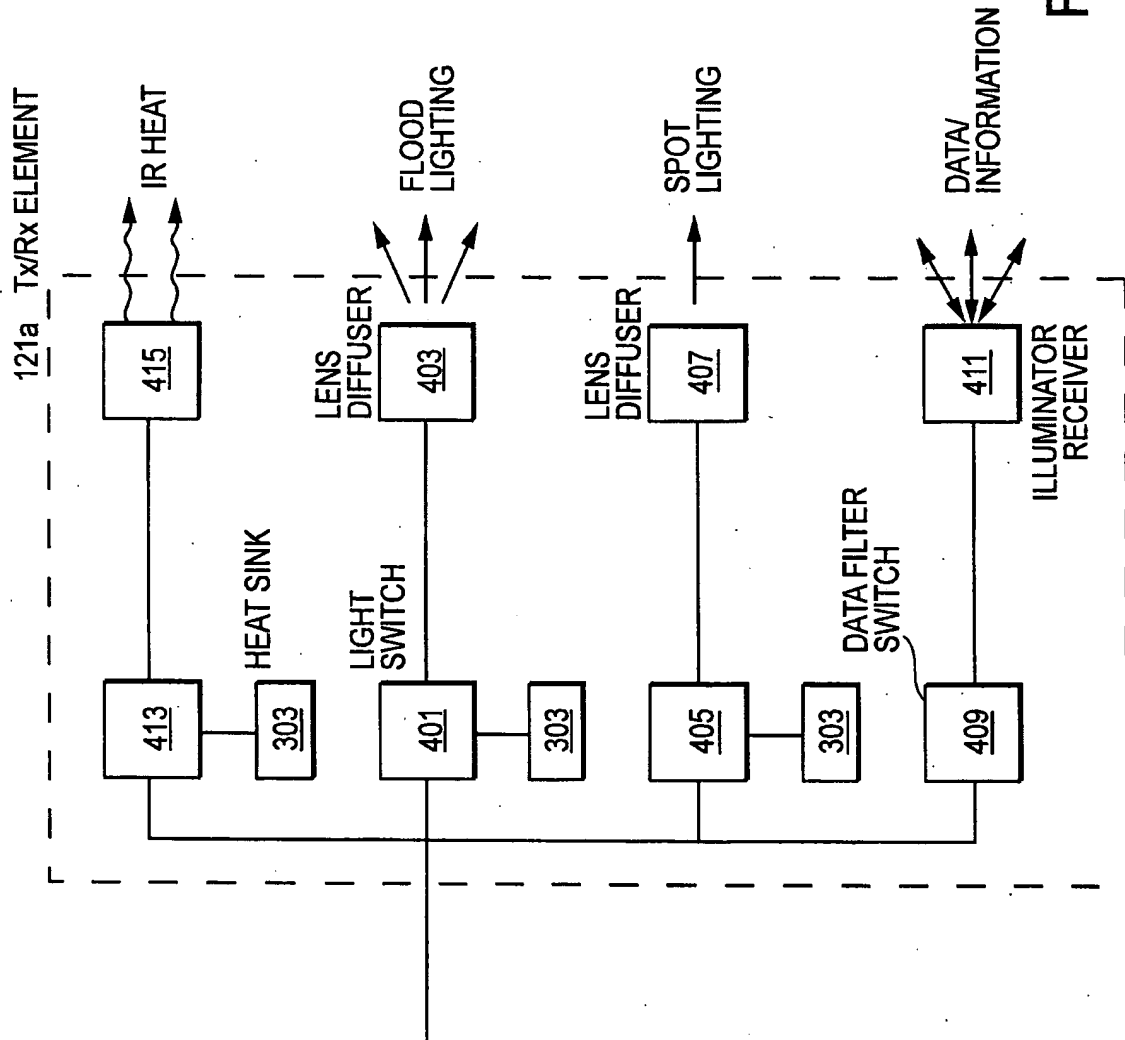 121a Tx/Rx ELEMENT
415
IR HEAT
413
303
HEAT SINK
LENS
DIFFUSER
403
FLOOD
LIGHTING
LIGHT
SWITCH
401
303
LENS
DIFFUSER
407
SPOT
LIGHTING
405
303
DATA FILTER
SWITCH
409
411
ILLUMINATOR
RECEIVER
DATA/
INFORMATION
F